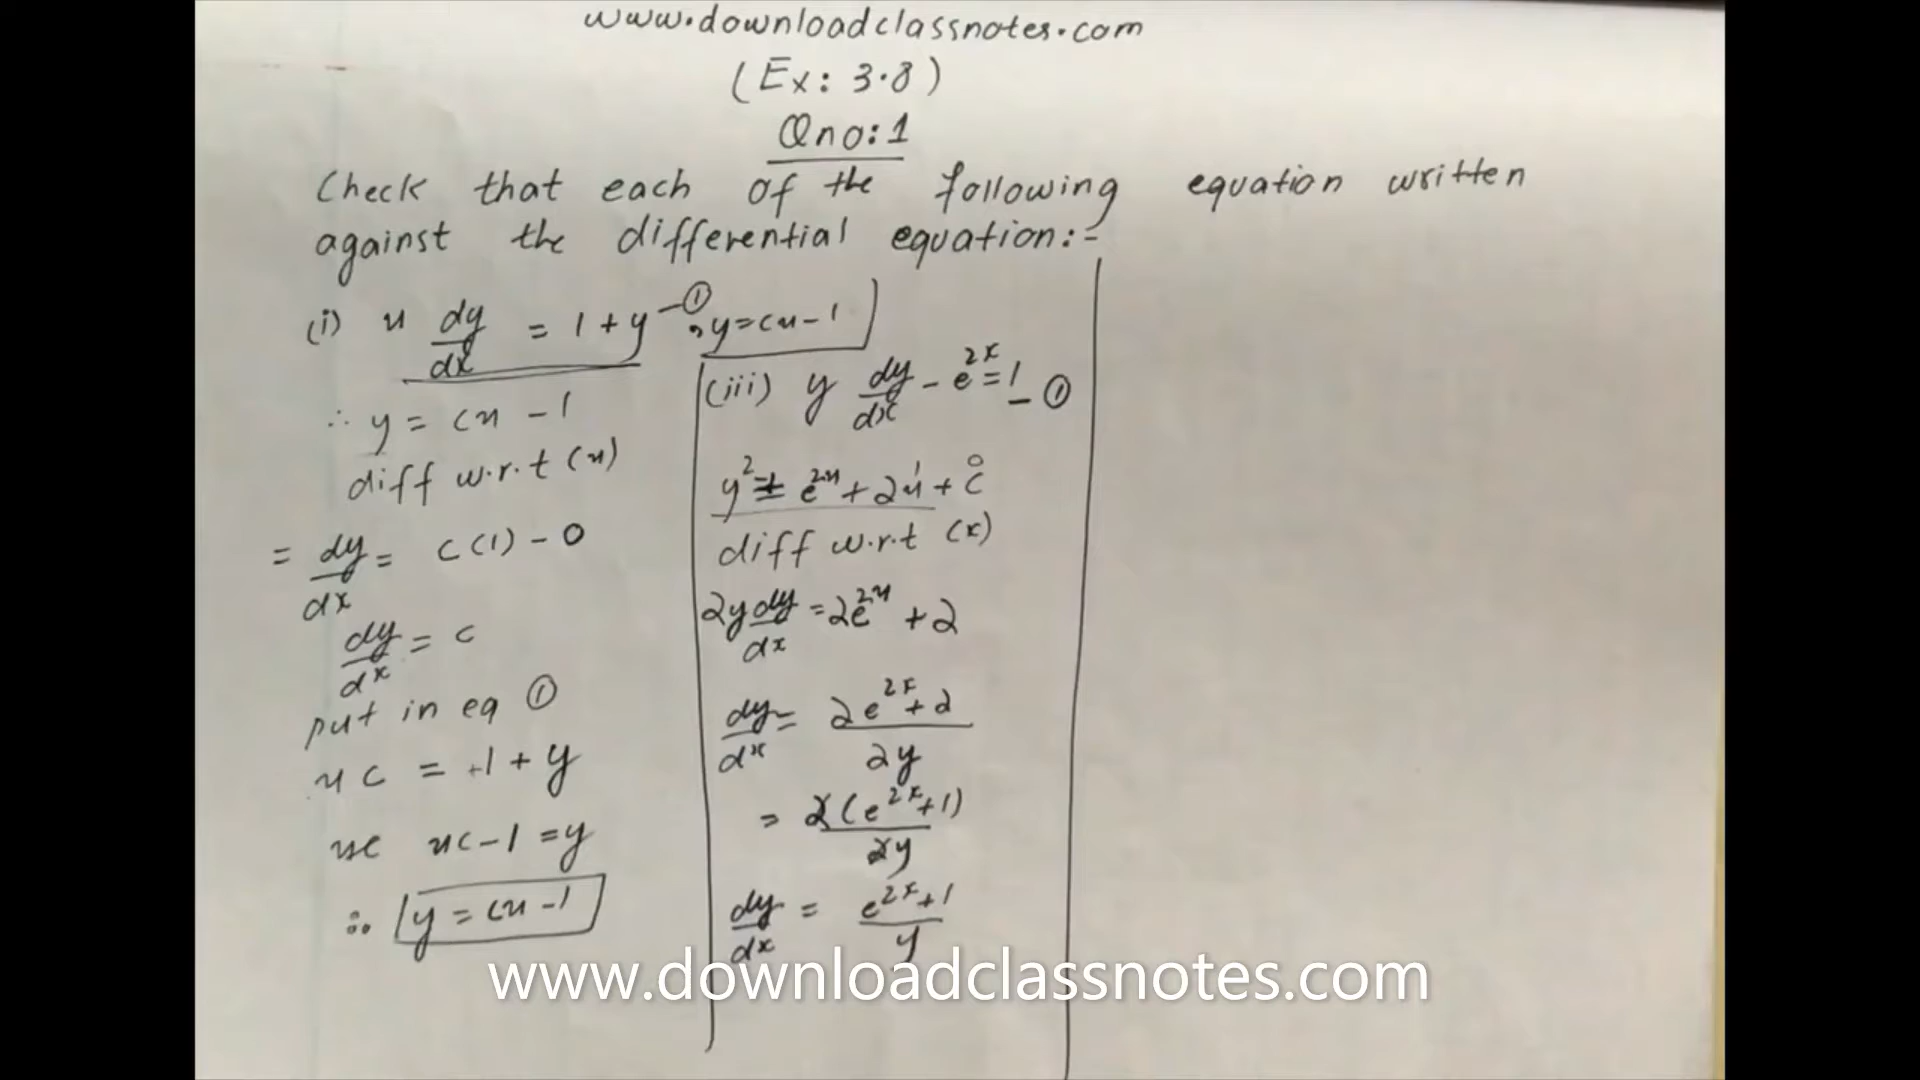 www.downloadclassnotes.com
(Ex: 3.8)
Qno:1
Check that each of the following equation written
against the differential equation:-
(i) x dy/dx = 1 + y —① , y = cx - 1
∴ y = cx - 1
diff w.r.t (x)
= dy/dx = c(1) - 0
dy/dx = c
put in eq ①
x c = 1 + y
xc - 1 = y
∴ y = cx - 1
(iii) y dy/dx - e^2x = 1 — ①
y² = e^2x + 2x + c
diff w.r.t (x)
2y dy/dx = 2e^2x + 2
dy/dx = 2e^2x + 2 / 2y
= 2(e^2x + 1) / 2y
dy/dx = e^2x + 1 / y
www.downloadclassnotes.com